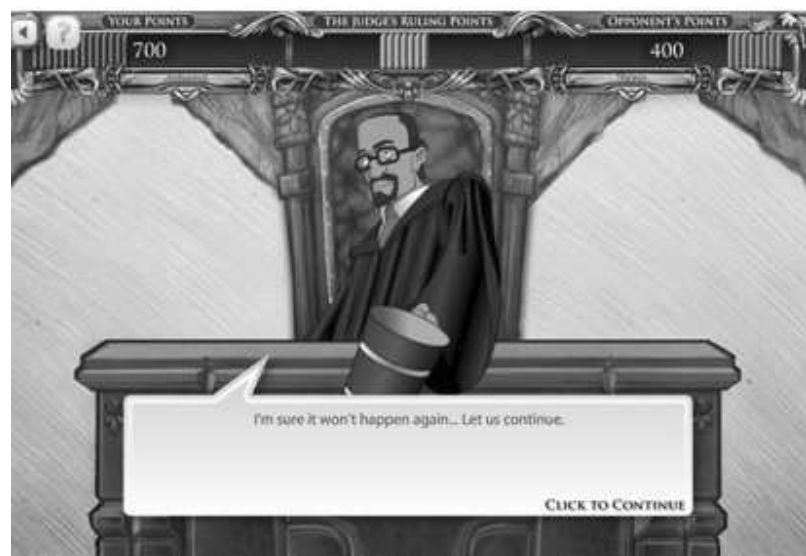 YOUR POINTS
THE JUDGE'S RULING POINTS
OPPONENT'S POINTS
?
700
400
I'm sure it won't happen again... Let us continue.
CLICK TO CONTINUE